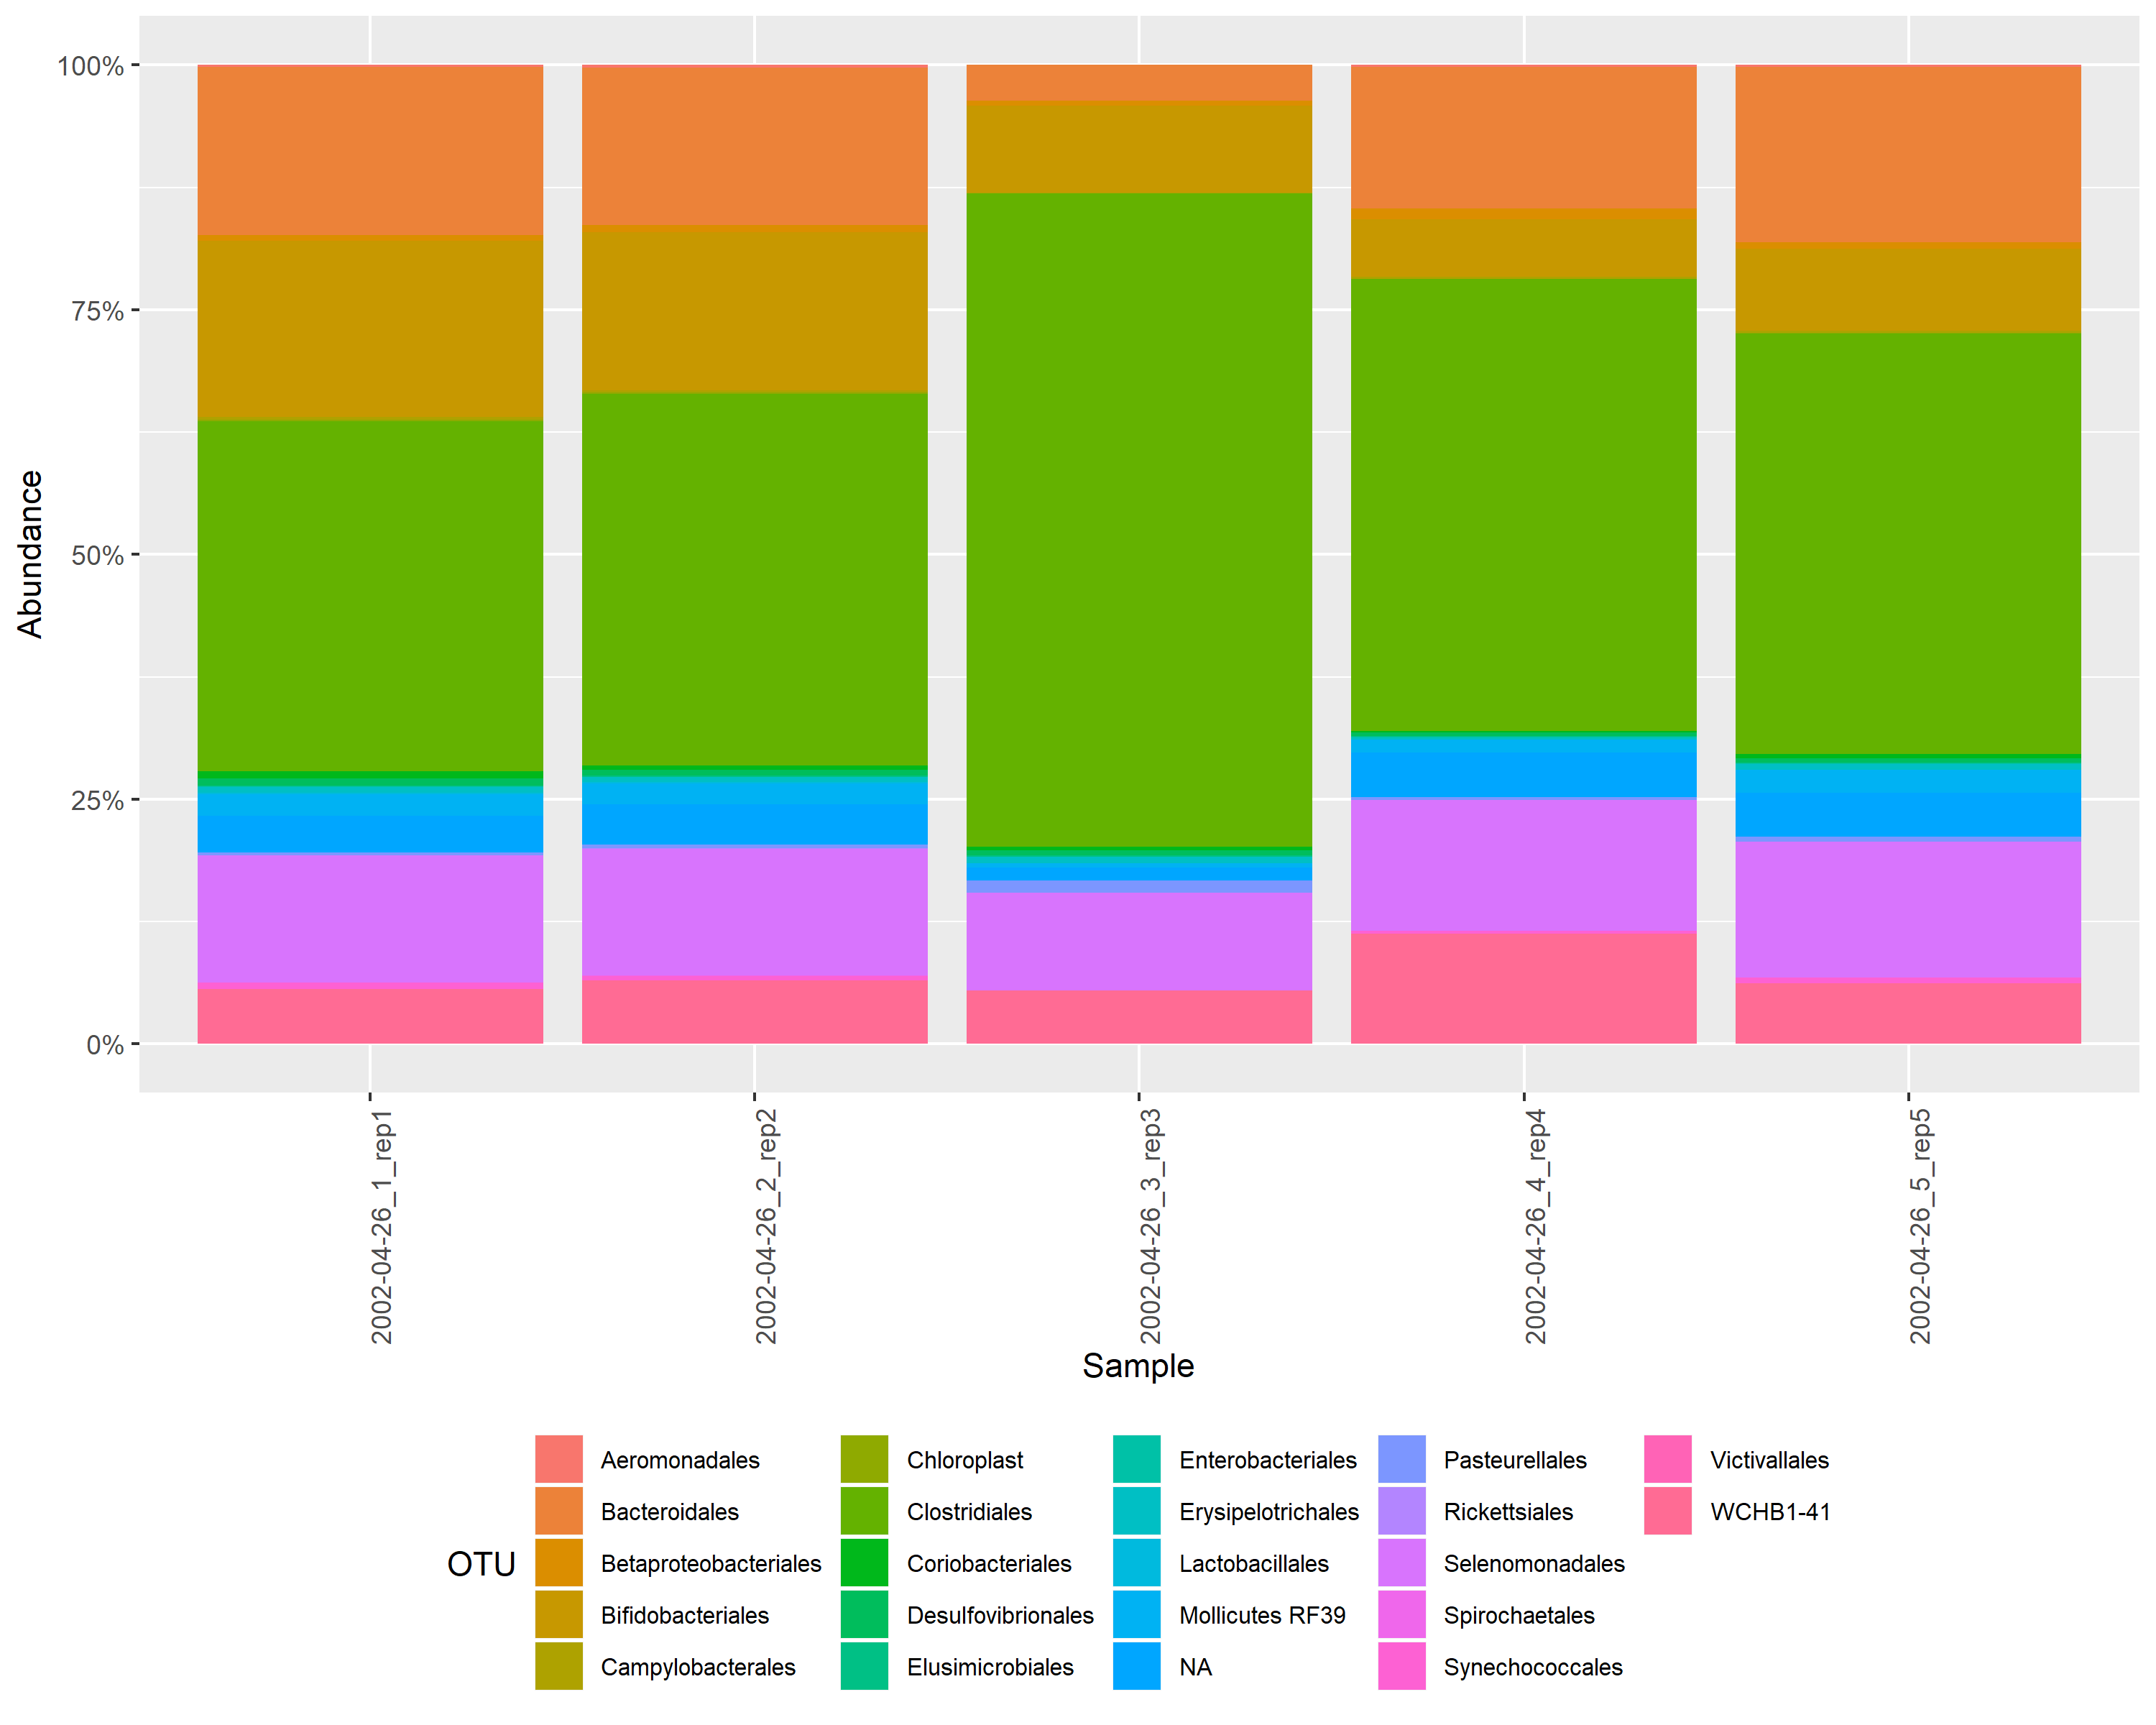 100%
75%
50%
25%
0%
Abundance
2002-04-26_1_rep1
2002-04-26_2_rep2
2002-04-26_3_rep3
2002-04-26_4_rep4
2002-04-26_5_rep5
Sample
OTU
Aeromonadales
Bacteroidales
Betaproteobacteriales
Bifidobacteriales
Campylobacterales
Chloroplast
Clostridiales
Coriobacteriales
Desulfovibrionales
Elusimicrobiales
Enterobacteriales
Erysipelotrichales
Lactobacillales
Mollicutes RF39
NA
Pasteurellales
Rickettsiales
Selenomonadales
Spirochaetales
Synechococcales
Victivallales
WCHB1-41